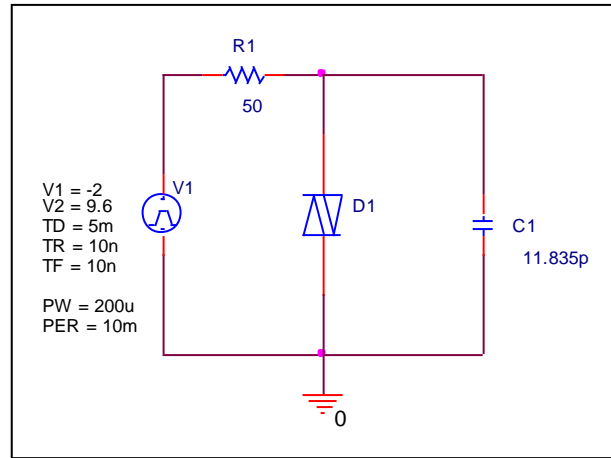 R1
50
V1 = -2
V2 = 9.6
TD = 5m
TR = 10n
TF = 10n
PW = 200u
PER = 10m
V1
D1
C1
11.835p
0